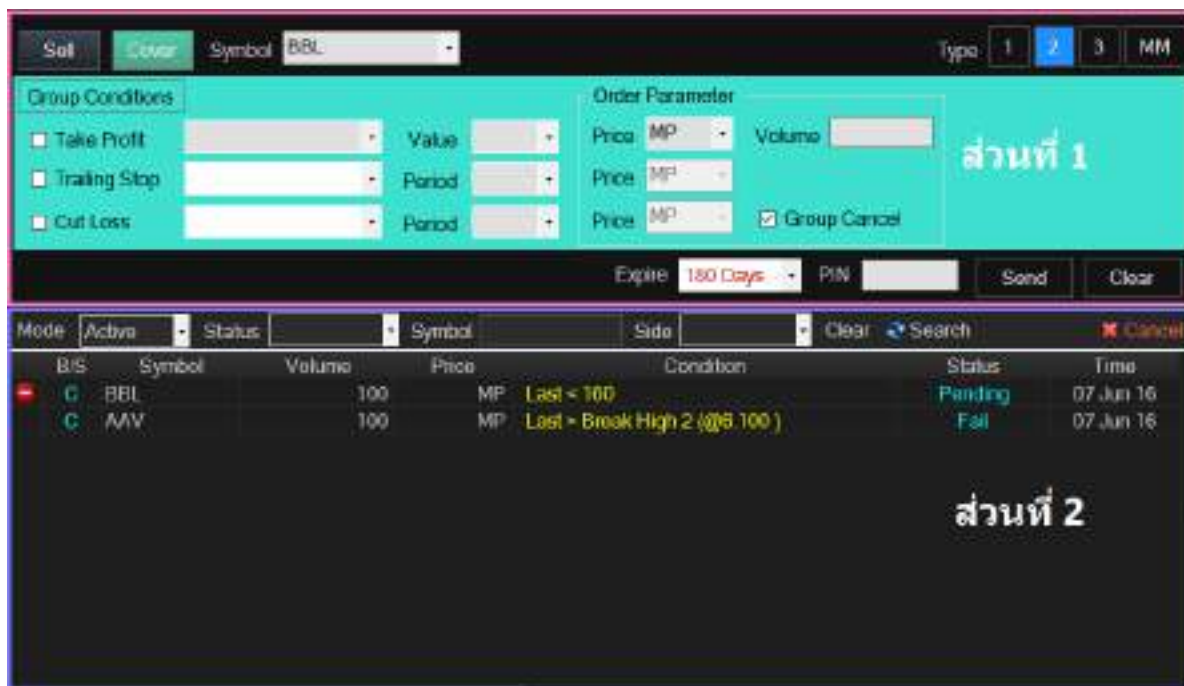 Sell Cover Symbol BBL Type 1 2 3 MM
Group Conditions Order Parameter
Take Profit Value Price MP Volume
ส่วนที่ 1
Trailing Stop Period Price MP
Cut Loss Period Price MP Group Cancel
Expire 180 Days PIN Send Clear
Mode Active Status Symbol Side Clear Search Cancel
B/S Symbol Volume Price Condition Status Time
C BBL 100 MP Last < 160 Pending 07 Jun 16
C AAV 100 MP Last > Break High 2 (@6.100 ) Fail 07 Jun 16
ส่วนที่ 2